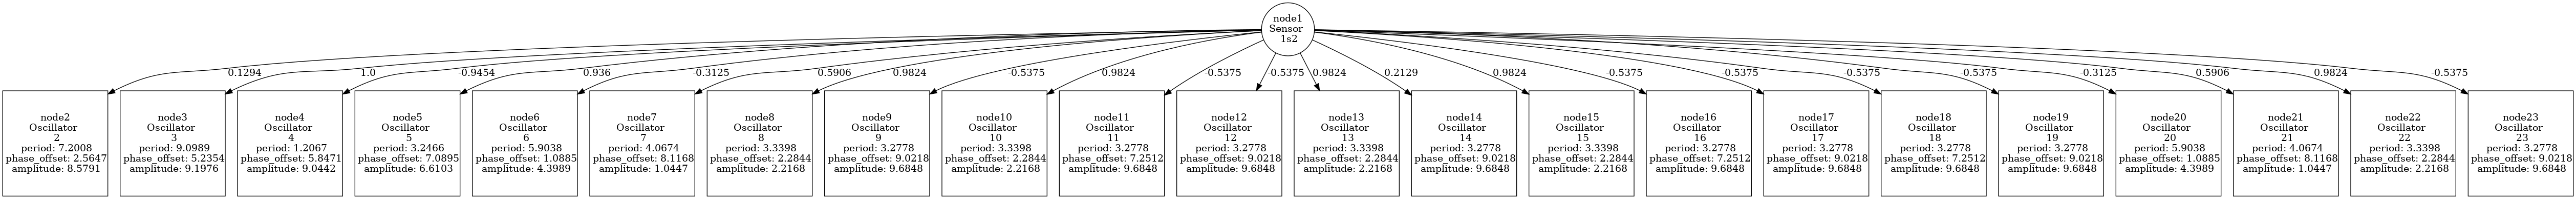 node1
Sensor
1s2
0.1294
1.0
-0.9454
0.936
-0.3125
0.5906
0.9824
-0.5375
0.9824
-0.5375
-0.5375
0.9824
0.2129
0.9824
-0.5375
-0.5375
-0.5375
-0.5375
-0.3125
0.5906
0.9824
-0.5375
node2
Oscillator
2
period: 7.2008
phase_offset: 2.5647
amplitude: 8.5791
node3
Oscillator
3
period: 9.0989
phase_offset: 5.2354
amplitude: 9.1976
node4
Oscillator
4
period: 1.2067
phase_offset: 5.8471
amplitude: 9.0442
node5
Oscillator
5
period: 3.2466
phase_offset: 7.0895
amplitude: 6.6103
node6
Oscillator
6
period: 5.9038
phase_offset: 1.0885
amplitude: 4.3989
node7
Oscillator
7
period: 4.0674
phase_offset: 8.1168
amplitude: 1.0447
node8
Oscillator
8
period: 3.3398
phase_offset: 2.2844
amplitude: 2.2168
node9
Oscillator
9
period: 3.2778
phase_offset: 9.0218
amplitude: 9.6848
node10
Oscillator
10
period: 3.3398
phase_offset: 2.2844
amplitude: 2.2168
node11
Oscillator
11
period: 3.2778
phase_offset: 7.2512
amplitude: 9.6848
node12
Oscillator
12
period: 3.2778
phase_offset: 9.0218
amplitude: 9.6848
node13
Oscillator
13
period: 3.3398
phase_offset: 2.2844
amplitude: 2.2168
node14
Oscillator
14
period: 3.2778
phase_offset: 9.0218
amplitude: 9.6848
node15
Oscillator
15
period: 3.3398
phase_offset: 2.2844
amplitude: 2.2168
node16
Oscillator
16
period: 3.2778
phase_offset: 7.2512
amplitude: 9.6848
node17
Oscillator
17
period: 3.2778
phase_offset: 9.0218
amplitude: 9.6848
node18
Oscillator
18
period: 3.2778
phase_offset: 7.2512
amplitude: 9.6848
node19
Oscillator
19
period: 3.2778
phase_offset: 9.0218
amplitude: 9.6848
node20
Oscillator
20
period: 5.9038
phase_offset: 1.0885
amplitude: 4.3989
node21
Oscillator
21
period: 4.0674
phase_offset: 8.1168
amplitude: 1.0447
node22
Oscillator
22
period: 3.3398
phase_offset: 2.2844
amplitude: 2.2168
node23
Oscillator
23
period: 3.2778
phase_offset: 9.0218
amplitude: 9.6848